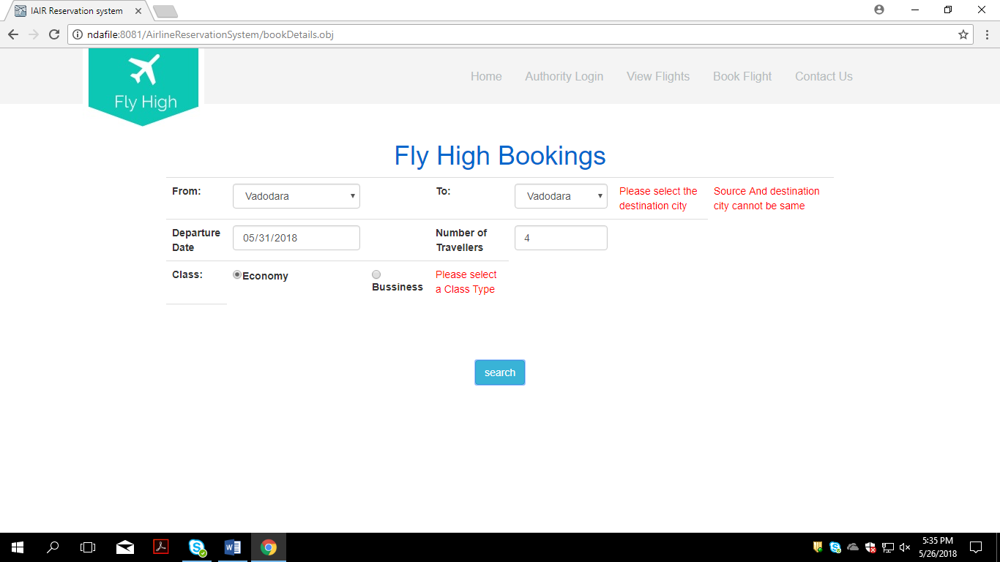 IAIR Reservation system
ndafile:8081/AirlineReservationSystem/bookDetails.obj
Fly High
Home Authority Login View Flights Book Flight Contact Us
Fly High Bookings
From: Vadodara To: Vadodara Please select the Source And destination
destination city city cannot be same
Departure 05/31/2018 Number of 4
Date Travellers
Class: Economy Please select
Bussiness a Class Type
search
5:35 PM
5/26/2018